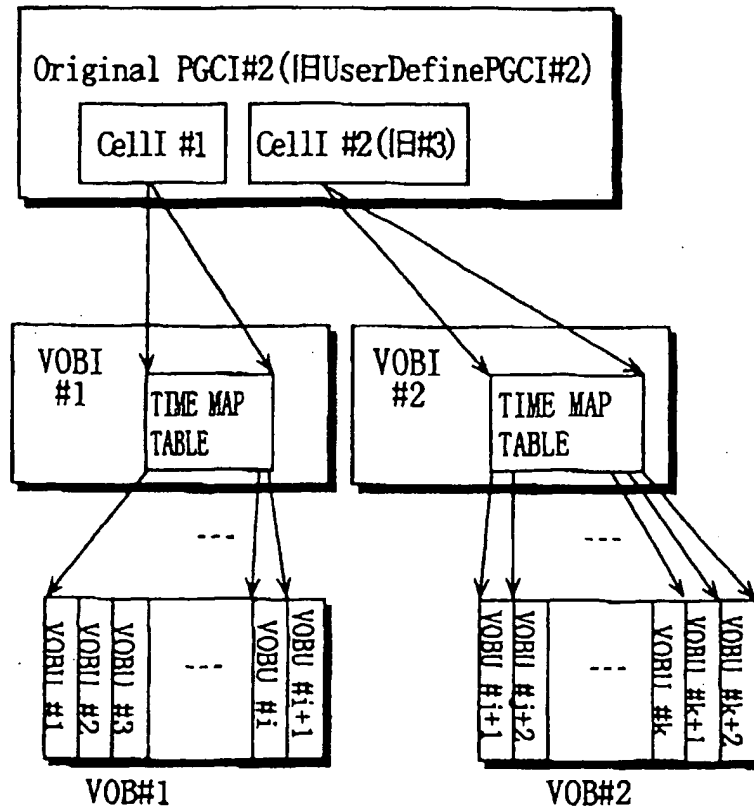 Original PGCI#2(旧UserDefinePGCI#2)
CellI #1
CellI #2(旧#3)
VOBI
#1
TIME MAP
TABLE
VOBI
#2
TIME MAP
TABLE
---
---
VOBU #1
VOBU #2
VOBU #3
---
VOBU #i
VOBU #i+1
VOBU #j+1
VOBU #j+2
---
VOBU #k
VOBU #k+1
VOBU #k+2
VOB#1
VOB#2